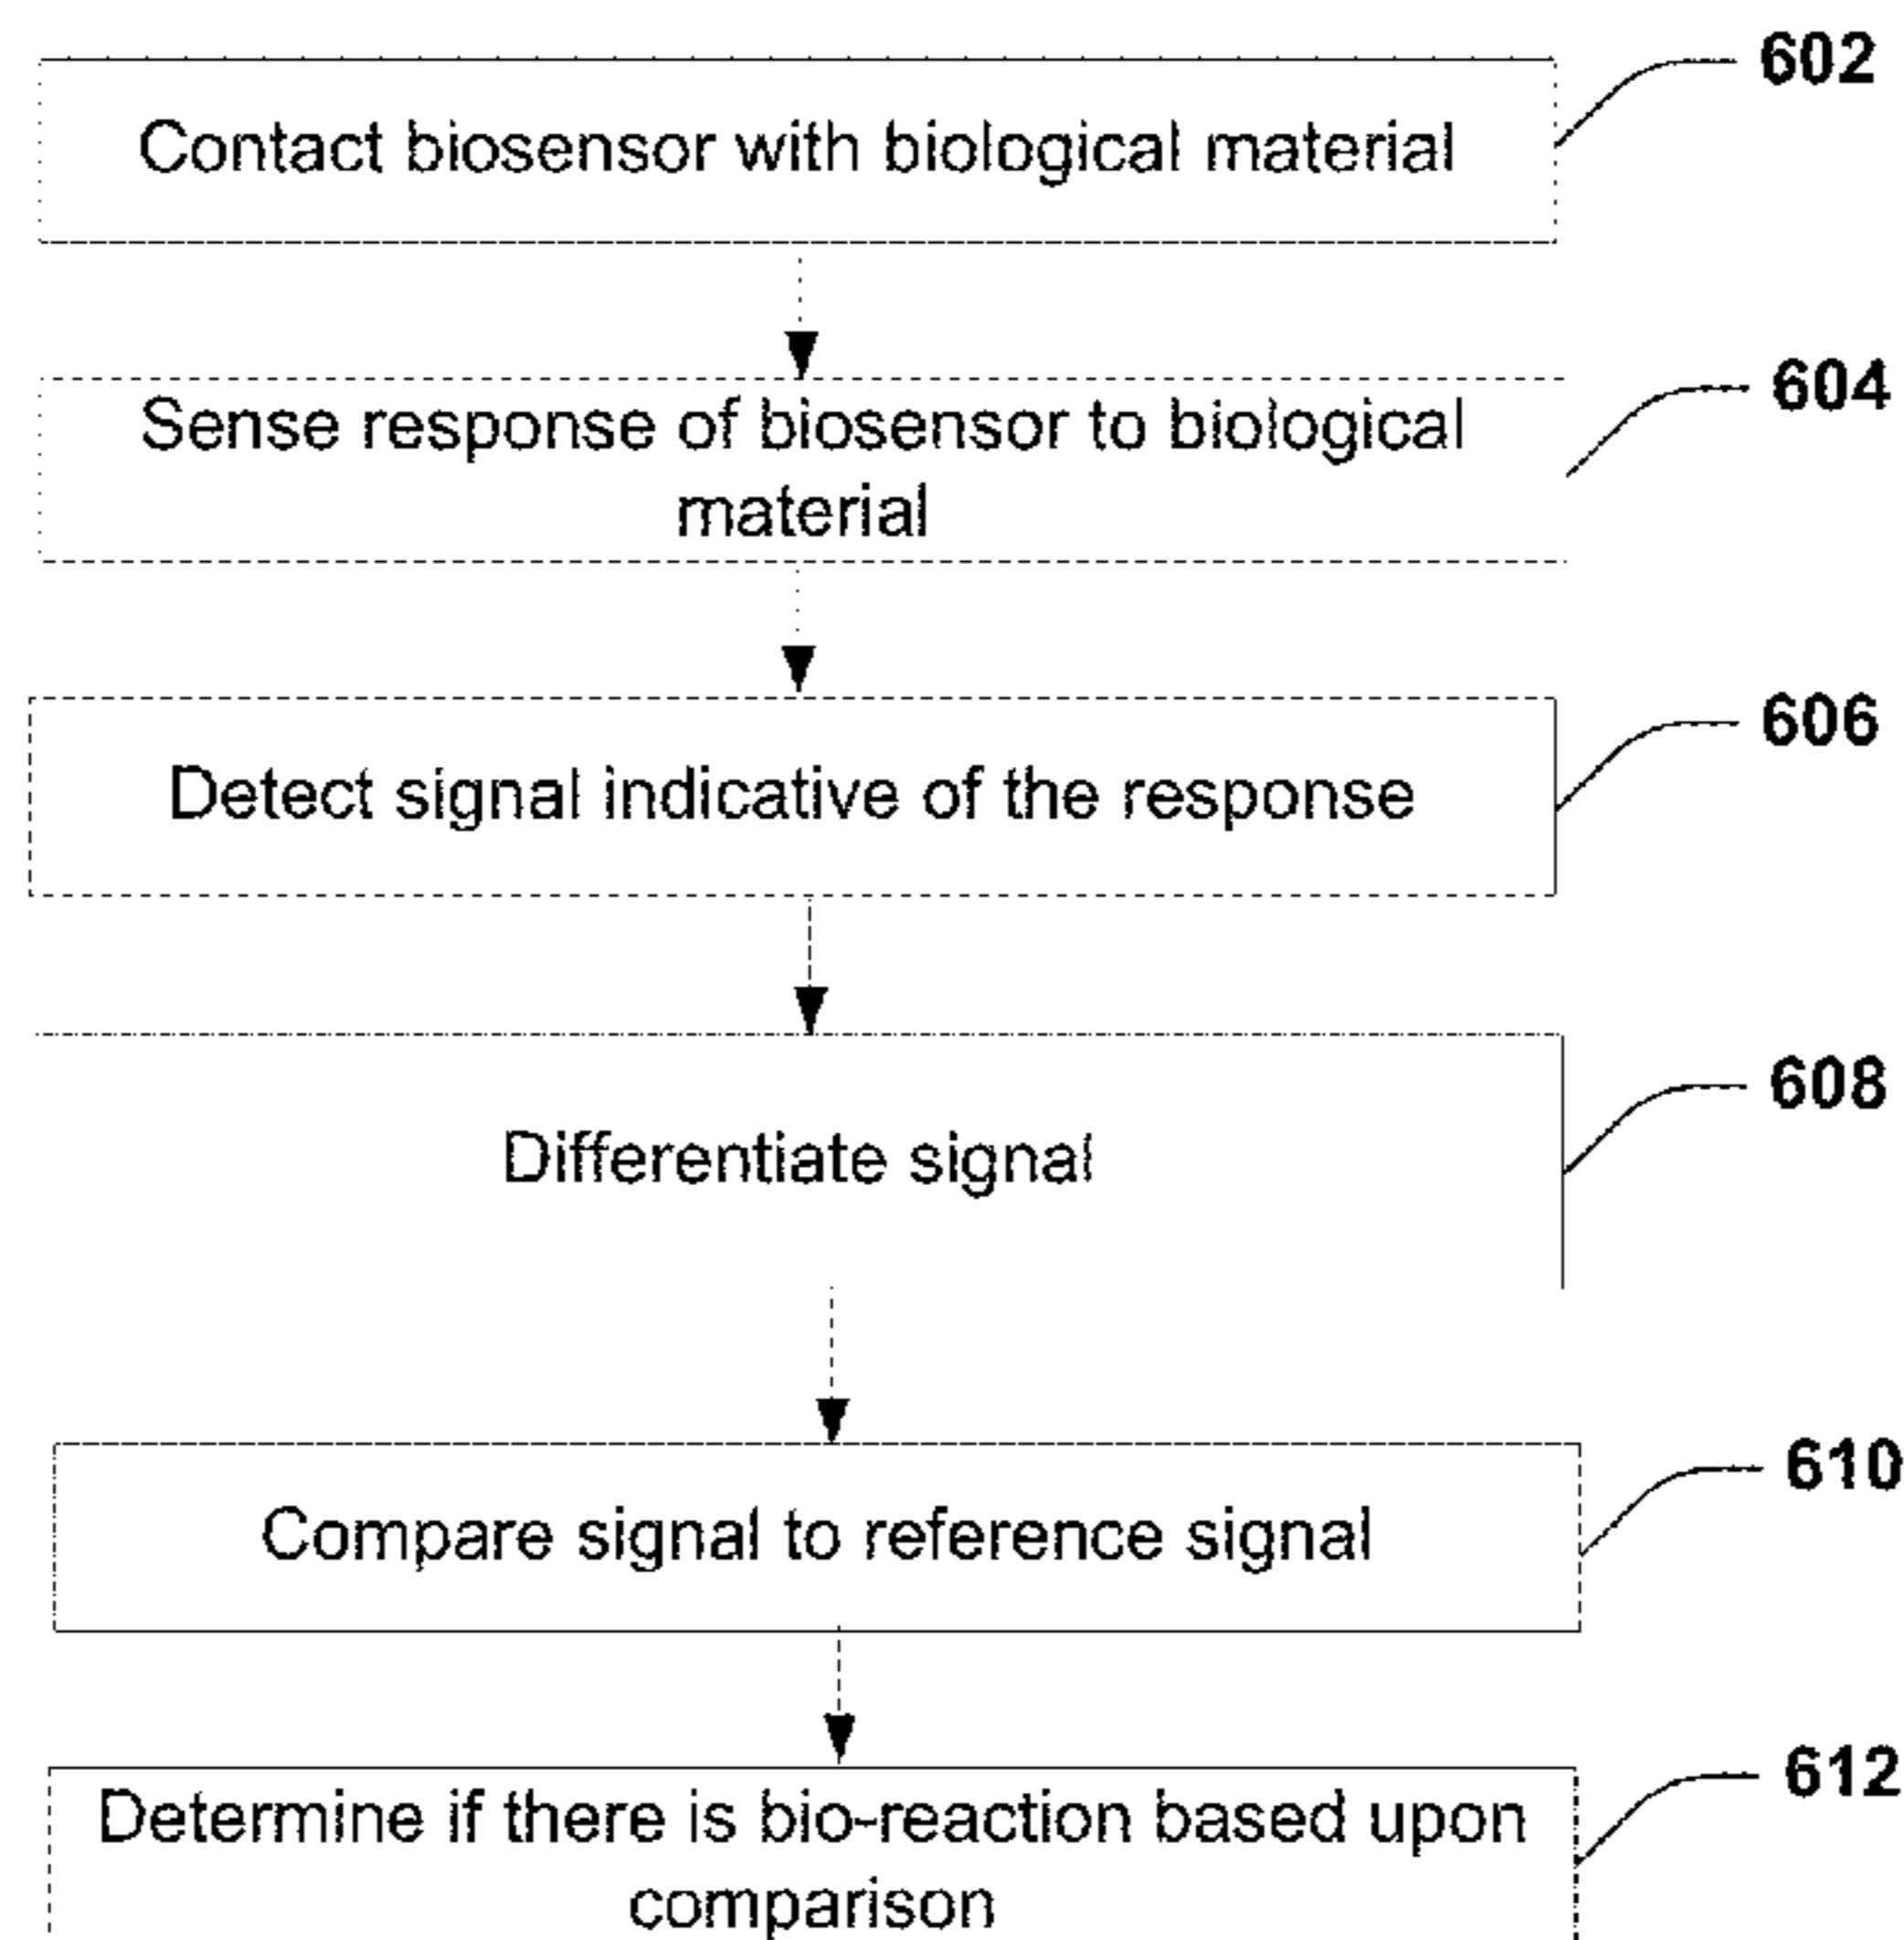 602
Contact biosensor with biological material
604
Sense response of biosensor to biological
material
606
Detect signal indicative of the response
608
Differentiate signal
610
Compare signal to reference signal
612
Determine if there is bio-reaction based upon
comparison